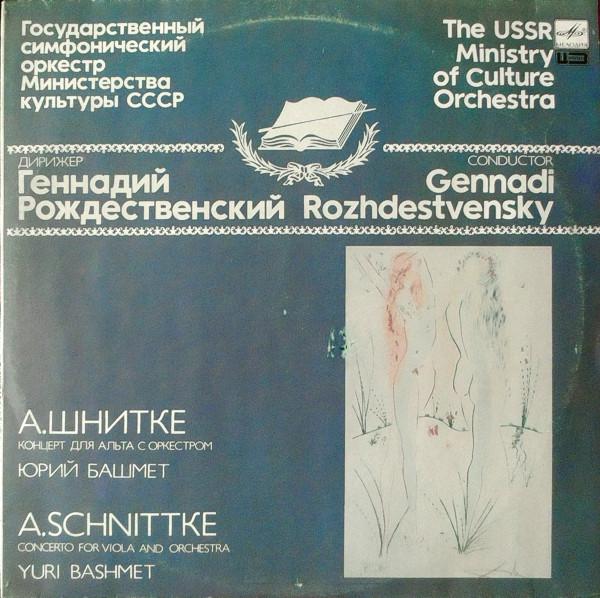 Государственный
симфонический
оркестр
Министерства
культуры СССР
The USSR
Ministry
of Culture
Orchestra
МЕЛОДИЯ
ДИРИЖЕР
Геннадий
Рождественский
CONDUCTOR
Gennadi
Rozhdestvensky
А.ШНИТКЕ
КОНЦЕРТ ДЛЯ АЛЬТА С ОРКЕСТРОМ
ЮРИЙ БАШМЕТ
A.SCHNITTKE
CONCERTO FOR VIOLA AND ORCHESTRA
YURI BASHMET